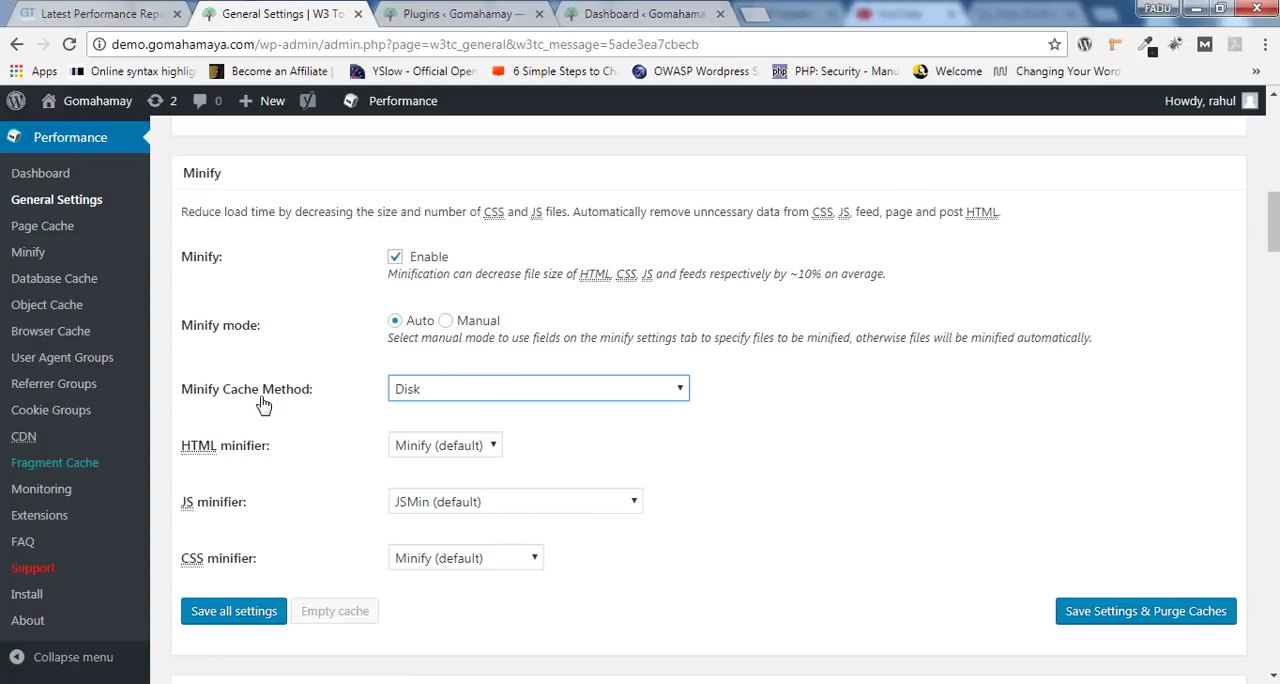 FADU
Latest Performance Repo
General Settings | W3 To
Plugins ‹ Gomahamay —
Dashboard ‹ Gomahama
demo.gomahamaya.com/wp-admin/admin.php?page=w3tc_general&w3tc_message=5ade3ea7cbecb
Apps
Online syntax highlig
Become an Affiliate |
YSlow - Official Open
6 Simple Steps to Ch
OWASP Wordpress S
PHP: Security - Manu
Welcome
Changing Your Word
»
Gomahamay
2
0
New
Performance
Howdy, rahul
Performance
Dashboard
General Settings
Page Cache
Minify
Database Cache
Object Cache
Browser Cache
User Agent Groups
Referrer Groups
Cookie Groups
CDN
Fragment Cache
Monitoring
Extensions
FAQ
Support
Install
About
Collapse menu
Minify
Reduce load time by decreasing the size and number of CSS and JS files. Automatically remove unncessary data from CSS, JS, feed, page and post HTML.
Minify:
Enable
Minification can decrease file size of HTML, CSS, JS and feeds respectively by ~10% on average.
Minify mode:
Auto
Manual
Select manual mode to use fields on the minify settings tab to specify files to be minified, otherwise files will be minified automatically.
Minify Cache Method:
Disk
HTML minifier:
Minify (default)
JS minifier:
JSMin (default)
CSS minifier:
Minify (default)
Save all settings
Empty cache
Save Settings & Purge Caches